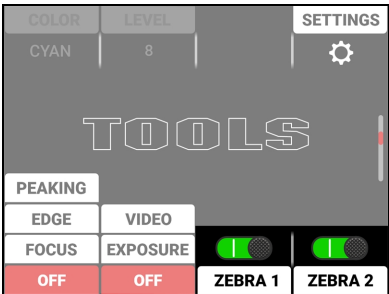 COLOR LEVEL SETTINGS
CYAN 8
TOOLS
PEAKING
EDGE VIDEO
FOCUS EXPOSURE
OFF OFF ZEBRA 1 ZEBRA 2